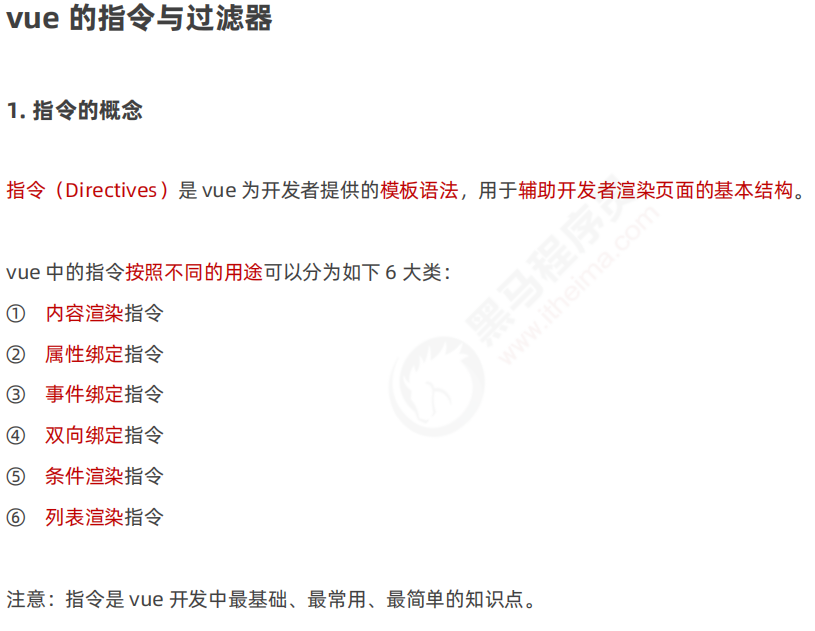 vue 的指令与过滤器
1. 指令的概念
指令（Directives）是 vue 为开发者提供的模板语法，用于辅助开发者渲染页面的基本结构。
vue 中的指令按照不同的用途可以分为如下 6 大类：
① 内容渲染指令
② 属性绑定指令
③ 事件绑定指令
④ 双向绑定指令
⑤ 条件渲染指令
⑥ 列表渲染指令
注意：指令是 vue 开发中最基础、最常用、最简单的知识点。
黑马程序员
www.itheima.com